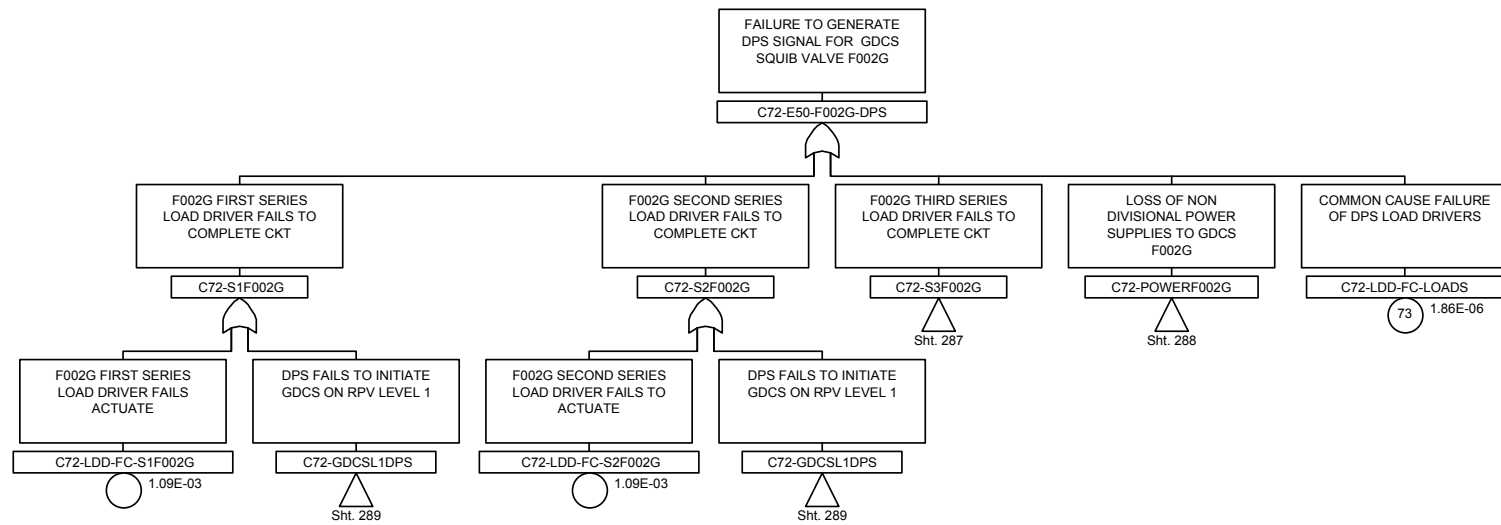 FAILURE TO GENERATE
DPS SIGNAL FOR GDCS
SQUIB VALVE F002G
C72-E50-F002G-DPS
F002G FIRST SERIES
LOAD DRIVER FAILS TO
COMPLETE CKT
C72-S1F002G
F002G SECOND SERIES
LOAD DRIVER FAILS TO
COMPLETE CKT
C72-S2F002G
F002G THIRD SERIES
LOAD DRIVER FAILS TO
COMPLETE CKT
C72-S3F002G
Sht. 287
LOSS OF NON
DIVISIONAL POWER
SUPPLIES TO GDCS
F002G
C72-POWERF002G
Sht. 288
COMMON CAUSE FAILURE
OF DPS LOAD DRIVERS
C72-LDD-FC-LOADS
73
1.86E-06
F002G FIRST SERIES
LOAD DRIVER FAILS
ACTUATE
C72-LDD-FC-S1F002G
1.09E-03
DPS FAILS TO INITIATE
GDCS ON RPV LEVEL 1
C72-GDCSL1DPS
Sht. 289
F002G SECOND SERIES
LOAD DRIVER FAILS TO
ACTUATE
C72-LDD-FC-S2F002G
1.09E-03
DPS FAILS TO INITIATE
GDCS ON RPV LEVEL 1
C72-GDCSL1DPS
Sht. 289